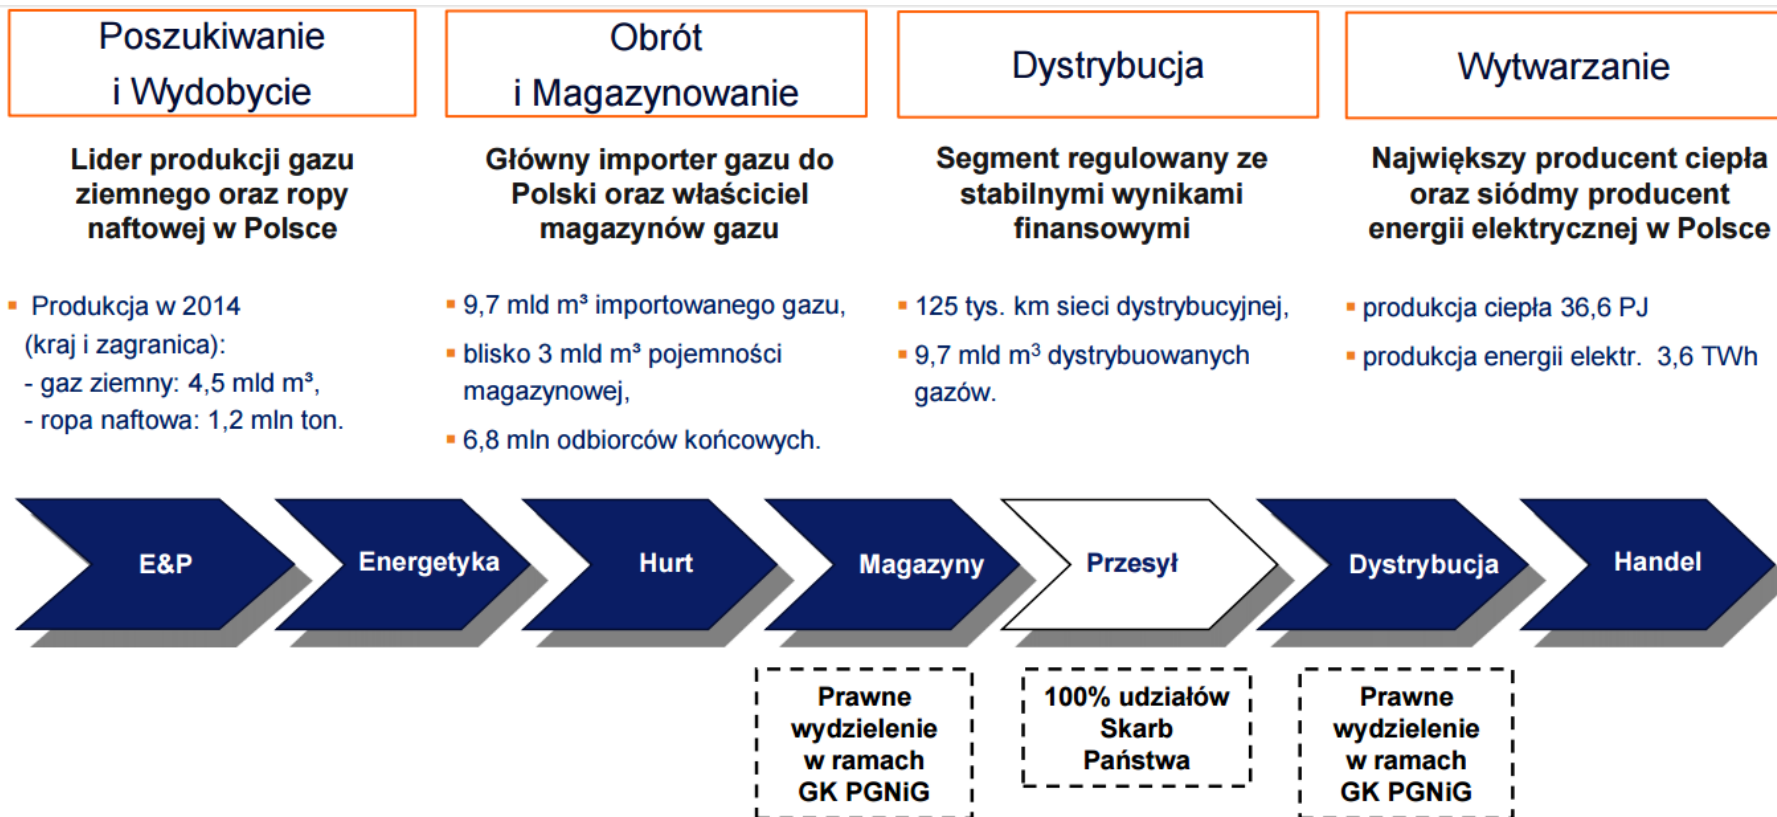 Poszukiwanie
i Wydobycie
Lider produkcji gazu
ziemnego oraz ropy
naftowej w Polsce
▪ Produkcja w 2014
(kraj i zagranica):
- gaz ziemny: 4,5 mld m³,
- ropa naftowa: 1,2 mln ton.
Obrót
i Magazynowanie
Główny importer gazu do
Polski oraz właściciel
magazynów gazu
▪ 9,7 mld m³ importowanego gazu,
▪ blisko 3 mld m³ pojemności
magazynowej,
▪ 6,8 mln odbiorców końcowych.
Dystrybucja
Segment regulowany ze
stabilnymi wynikami
finansowymi
▪ 125 tys. km sieci dystrybucyjnej,
▪ 9,7 mld m³ dystrybuowanych
gazów.
Wytwarzanie
Największy producent ciepła
oraz siódmy producent
energii elektrycznej w Polsce
▪ produkcja ciepła 36,6 PJ
▪ produkcja energii elektr. 3,6 TWh
E&P
Energetyka
Hurt
Magazyny
Przesył
Dystrybucja
Handel
Prawne
wydzielenie
w ramach
GK PGNiG
100% udziałów
Skarb
Państwa
Prawne
wydzielenie
w ramach
GK PGNiG